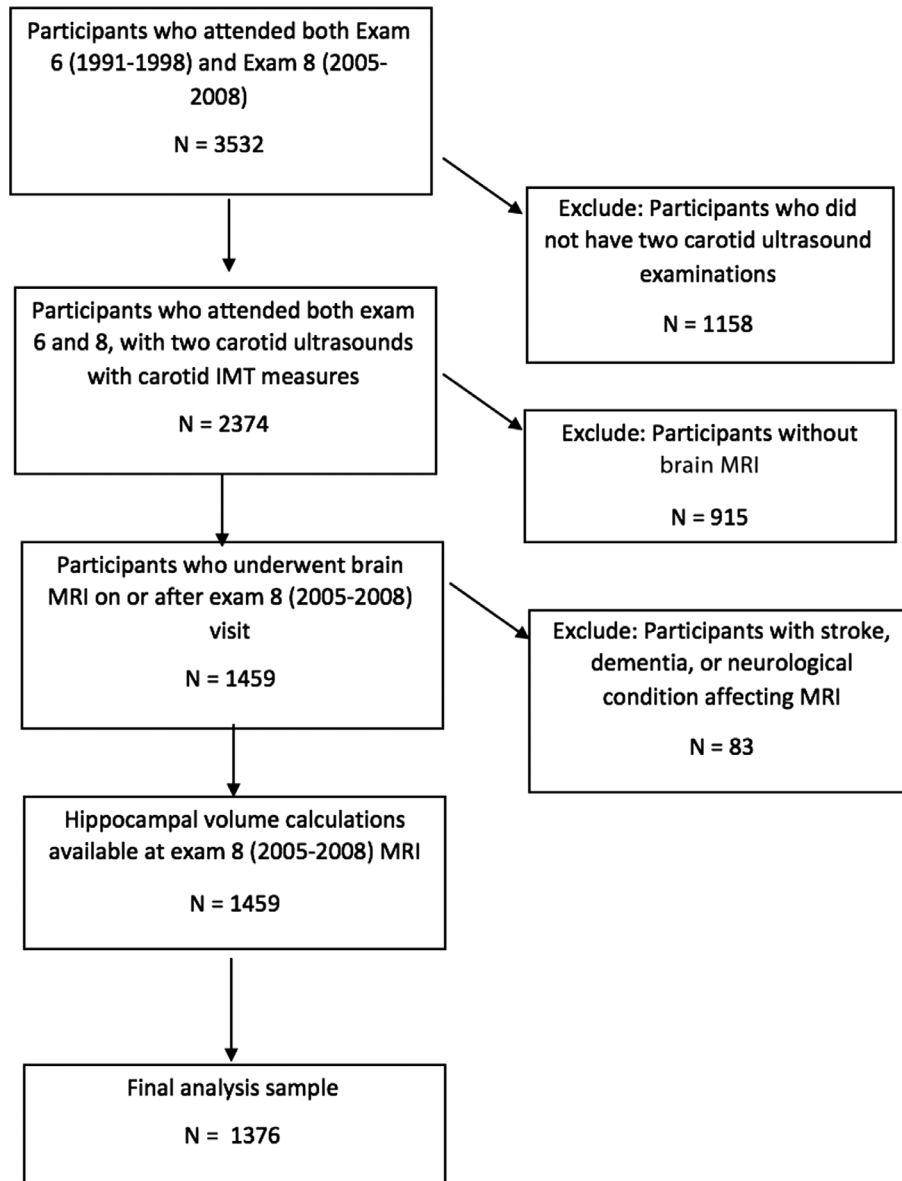 Participants who attended both Exam
6 (1991-1998) and Exam 8 (2005-
2008)
N = 3532
Exclude: Participants who did
not have two carotid ultrasound
examinations
N = 1158
Participants who attended both exam
6 and 8, with two carotid ultrasounds
with carotid IMT measures
N = 2374
Exclude: Participants without
brain MRI
N = 915
Participants who underwent brain
MRI on or after exam 8 (2005-2008)
visit
N = 1459
Exclude: Participants with stroke,
dementia, or neurological
condition affecting MRI
N = 83
Hippocampal volume calculations
available at exam 8 (2005-2008) MRI
N = 1459
Final analysis sample
N = 1376